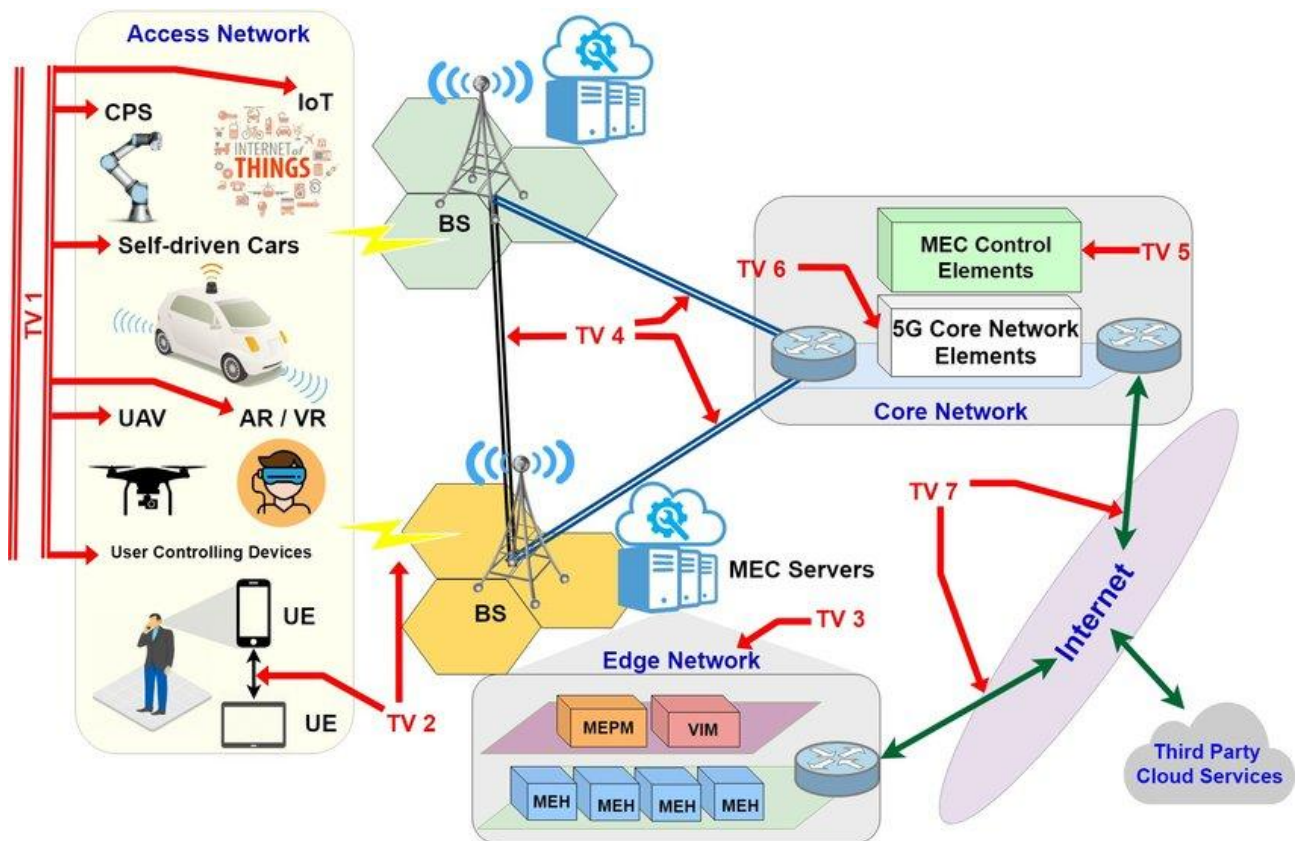 Access Network
TV 1
IoT
CPS
INTERNET of
THINGS
Self-driven Cars
UAV
AR / VR
User Controlling Devices
UE
UE
TV 2
BS
BS
TV 4
MEC Servers
TV 3
Edge Network
MEPM
VIM
MEH
MEH
MEH
MEH
MEC Control
Elements
TV 5
TV 6
5G Core Network
Elements
Core Network
TV 7
Internet
Third Party
Cloud Services